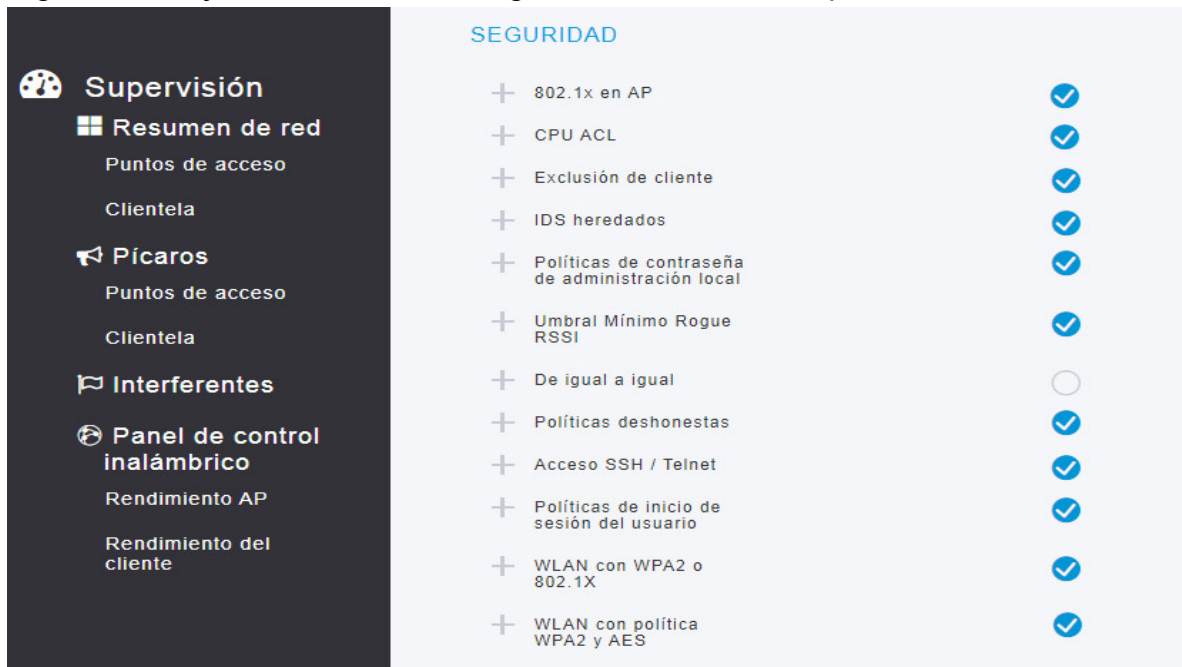 Supervisión
Resumen de red
Puntos de acceso
Clientela
Pícaros
Puntos de acceso
Clientela
Interferentes
Panel de control
inalámbrico
Rendimiento AP
Rendimiento del
cliente
SEGURIDAD
802.1x en AP
CPU ACL
Exclusión de cliente
IDS heredados
Políticas de contraseña
de administración local
Umbral Mínimo Rogue
RSSI
De igual a igual
Políticas deshonestas
Acceso SSH / Telnet
Políticas de inicio de
sesión del usuario
WLAN con WPA2 o
802.1X
WLAN con política
WPA2 y AES